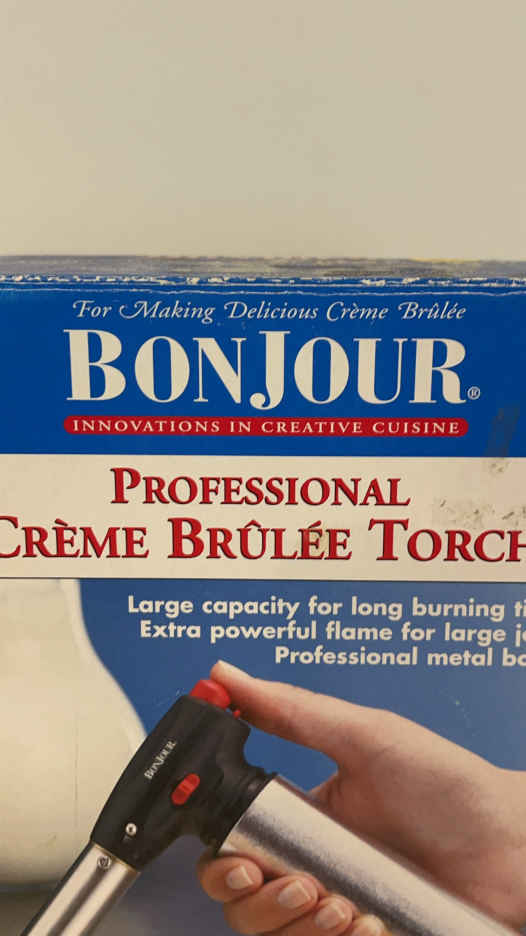 For Making Delicious Crème Brûlée
BONJOUR®
INNOVATIONS IN CREATIVE CUISINE
PROFESSIONAL
CRÈME BRÛLÉE TORCH
Large capacity for long burning
Extra powerful flame for large
Professional metal
BONJOUR